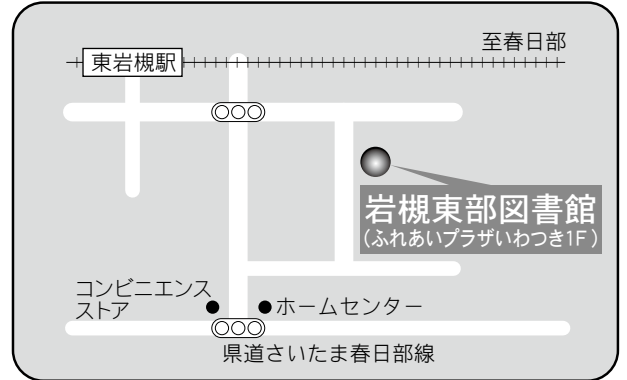 至春日部
東岩槻駅
岩槻東部図書館
(ふれあいプラザいわつき1F)
コンビニエンス
ストア
ホームセンター
県道さいたま春日部線